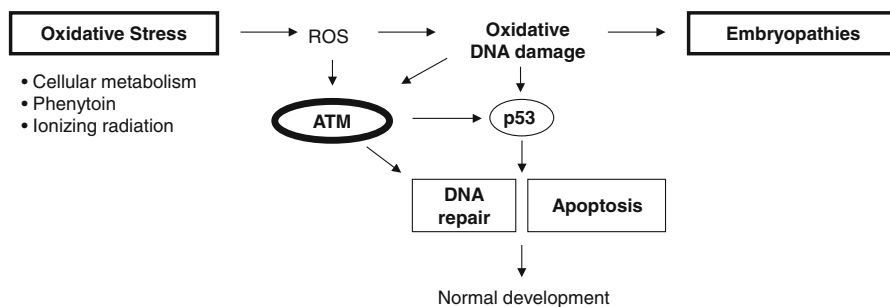 Oxidative Stress
ROS
Oxidative
DNA damage
Embryopathies
• Cellular metabolism
• Phenytoin
• Ionizing radiation
ATM
p53
DNA
repair
Apoptosis
Normal development